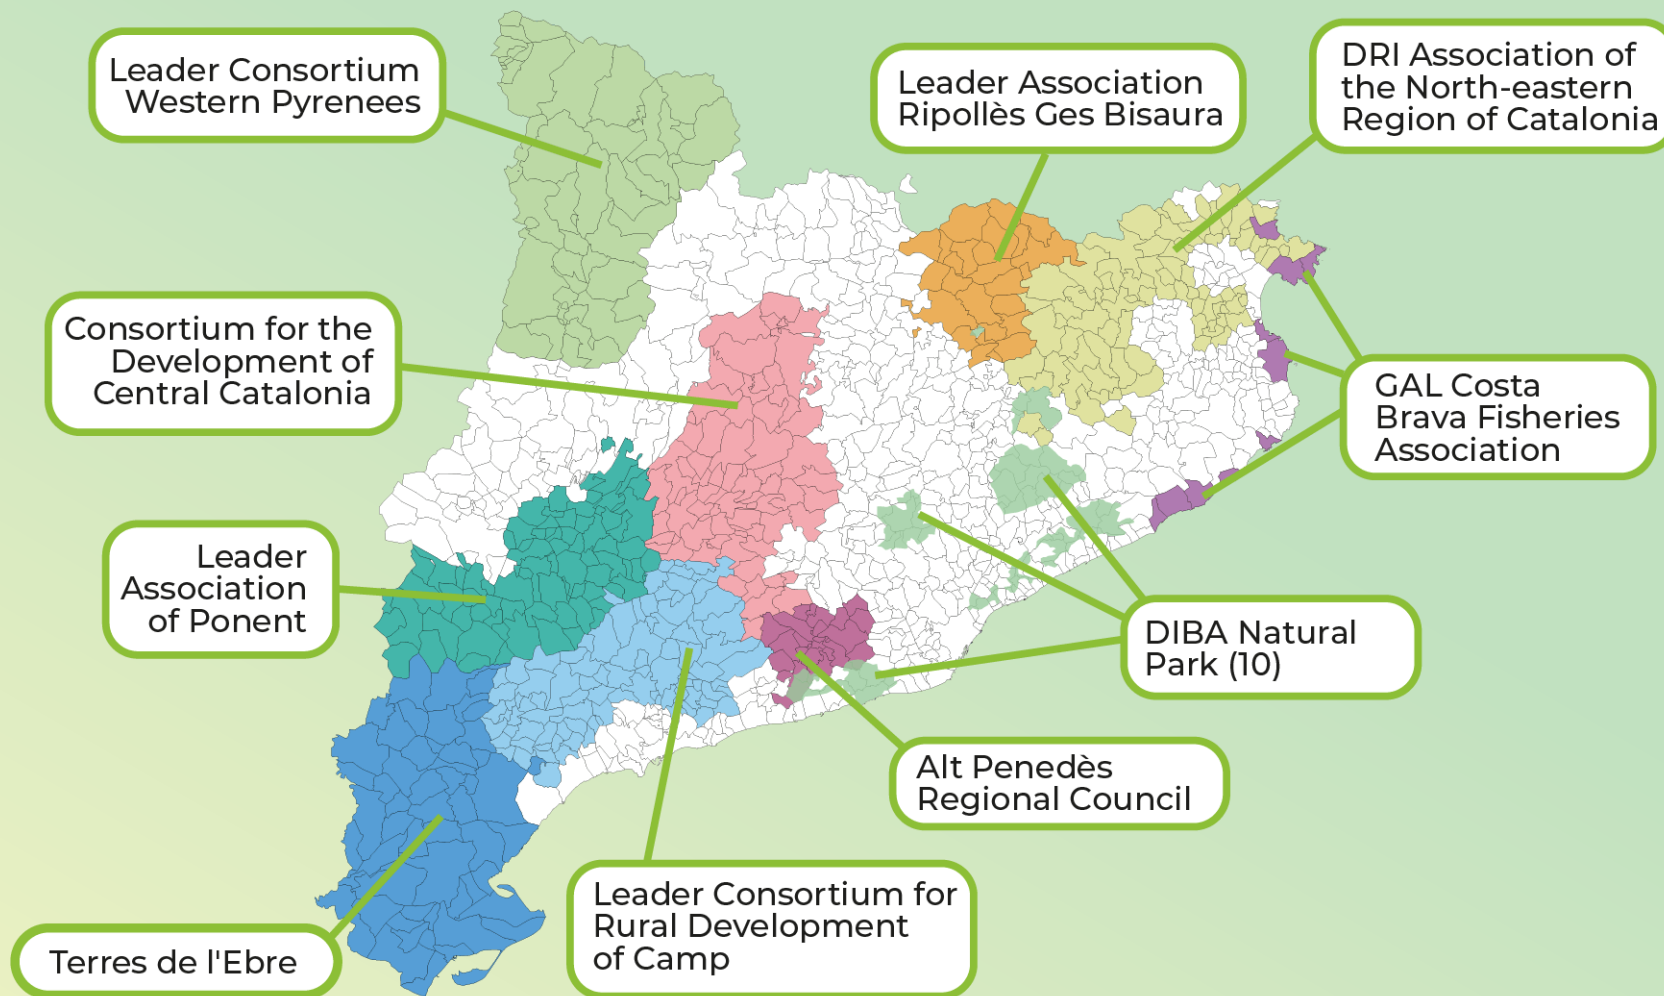 Leader Consortium
Western Pyrenees
Leader Association
Ripollès Ges Bisaura
DRI Association of
the North-eastern
Region of Catalonia
Consortium for the
Development of
Central Catalonia
GAL Costa
Brava Fisheries
Association
Leader
Association
of Ponent
DIBA Natural
Park (10)
Alt Penedès
Regional Council
Leader Consortium for
Rural Development
of Camp
Terres de l'Ebre